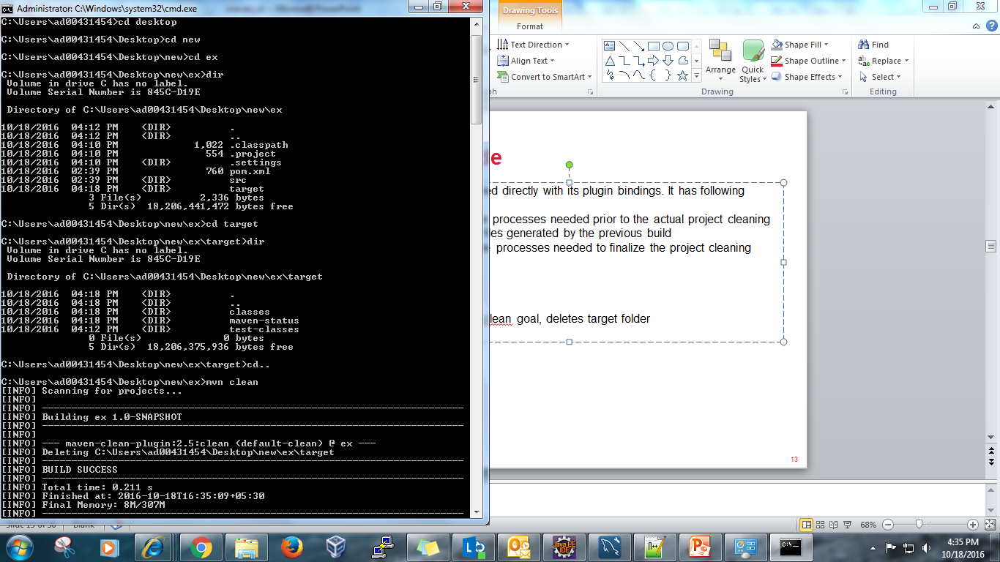 Administrator: C:\Windows\system32\cmd.exe
C:\Users\ad00431454>cd desktop
C:\Users\ad00431454\Desktop>cd new
C:\Users\ad00431454\Desktop\new>cd ex
C:\Users\ad00431454\Desktop\new\ex>dir
Volume in drive C has no label.
Volume Serial Number is 845C-D19E
Directory of C:\Users\ad00431454\Desktop\new\ex
10/18/2016 04:12 PM <DIR> .
10/18/2016 04:12 PM <DIR> ..
10/18/2016 04:10 PM 1,022 .classpath
10/18/2016 04:10 PM 554 .project
10/18/2016 04:10 PM <DIR> .settings
10/18/2016 02:39 PM 760 pom.xml
10/18/2016 02:39 PM <DIR> src
10/18/2016 04:18 PM <DIR> target
3 File(s) 2,336 bytes
5 Dir(s) 18,206,441,472 bytes free
C:\Users\ad00431454\Desktop\new\ex>cd target
C:\Users\ad00431454\Desktop\new\ex\target>dir
Volume in drive C has no label.
Volume Serial Number is 845C-D19E
Directory of C:\Users\ad00431454\Desktop\new\ex\target
10/18/2016 04:18 PM <DIR> .
10/18/2016 04:18 PM <DIR> ..
10/18/2016 04:18 PM <DIR> classes
10/18/2016 04:18 PM <DIR> maven-status
10/18/2016 04:12 PM <DIR> test-classes
0 File(s) 0 bytes
5 Dir(s) 18,206,375,936 bytes free
C:\Users\ad00431454\Desktop\new\ex\target>cd..
C:\Users\ad00431454\Desktop\new\ex>mvn clean
[INFO] Scanning for projects...
[INFO]
[INFO] ------------------------------------------------------------------------
[INFO] Building ex 1.0-SNAPSHOT
[INFO] ------------------------------------------------------------------------
[INFO]
[INFO] --- maven-clean-plugin:2.5:clean (default-clean) @ ex ---
[INFO] Deleting C:\Users\ad00431454\Desktop\new\ex\target
[INFO] ------------------------------------------------------------------------
[INFO] BUILD SUCCESS
[INFO] ------------------------------------------------------------------------
[INFO] Total time: 0.211 s
[INFO] Finished at: 2016-10-18T16:35:09+05:30
[INFO] Final Memory: 8M/307M
[INFO] ------------------------------------------------------------------------
Drawing Tools
Format
Text Direction
Align Text
Convert to SmartArt
Arrange
Quick Styles
Shape Fill
Shape Outline
Shape Effects
Drawing
Find
Replace
Select
Editing
e
ed directly with its plugin bindings. It has following
processes needed prior to the actual project cleaning
les generated by the previous build
processes needed to finalize the project cleaning
lean goal, deletes target folder
13
68%
Java EE
IDE
4:35 PM
10/18/2016